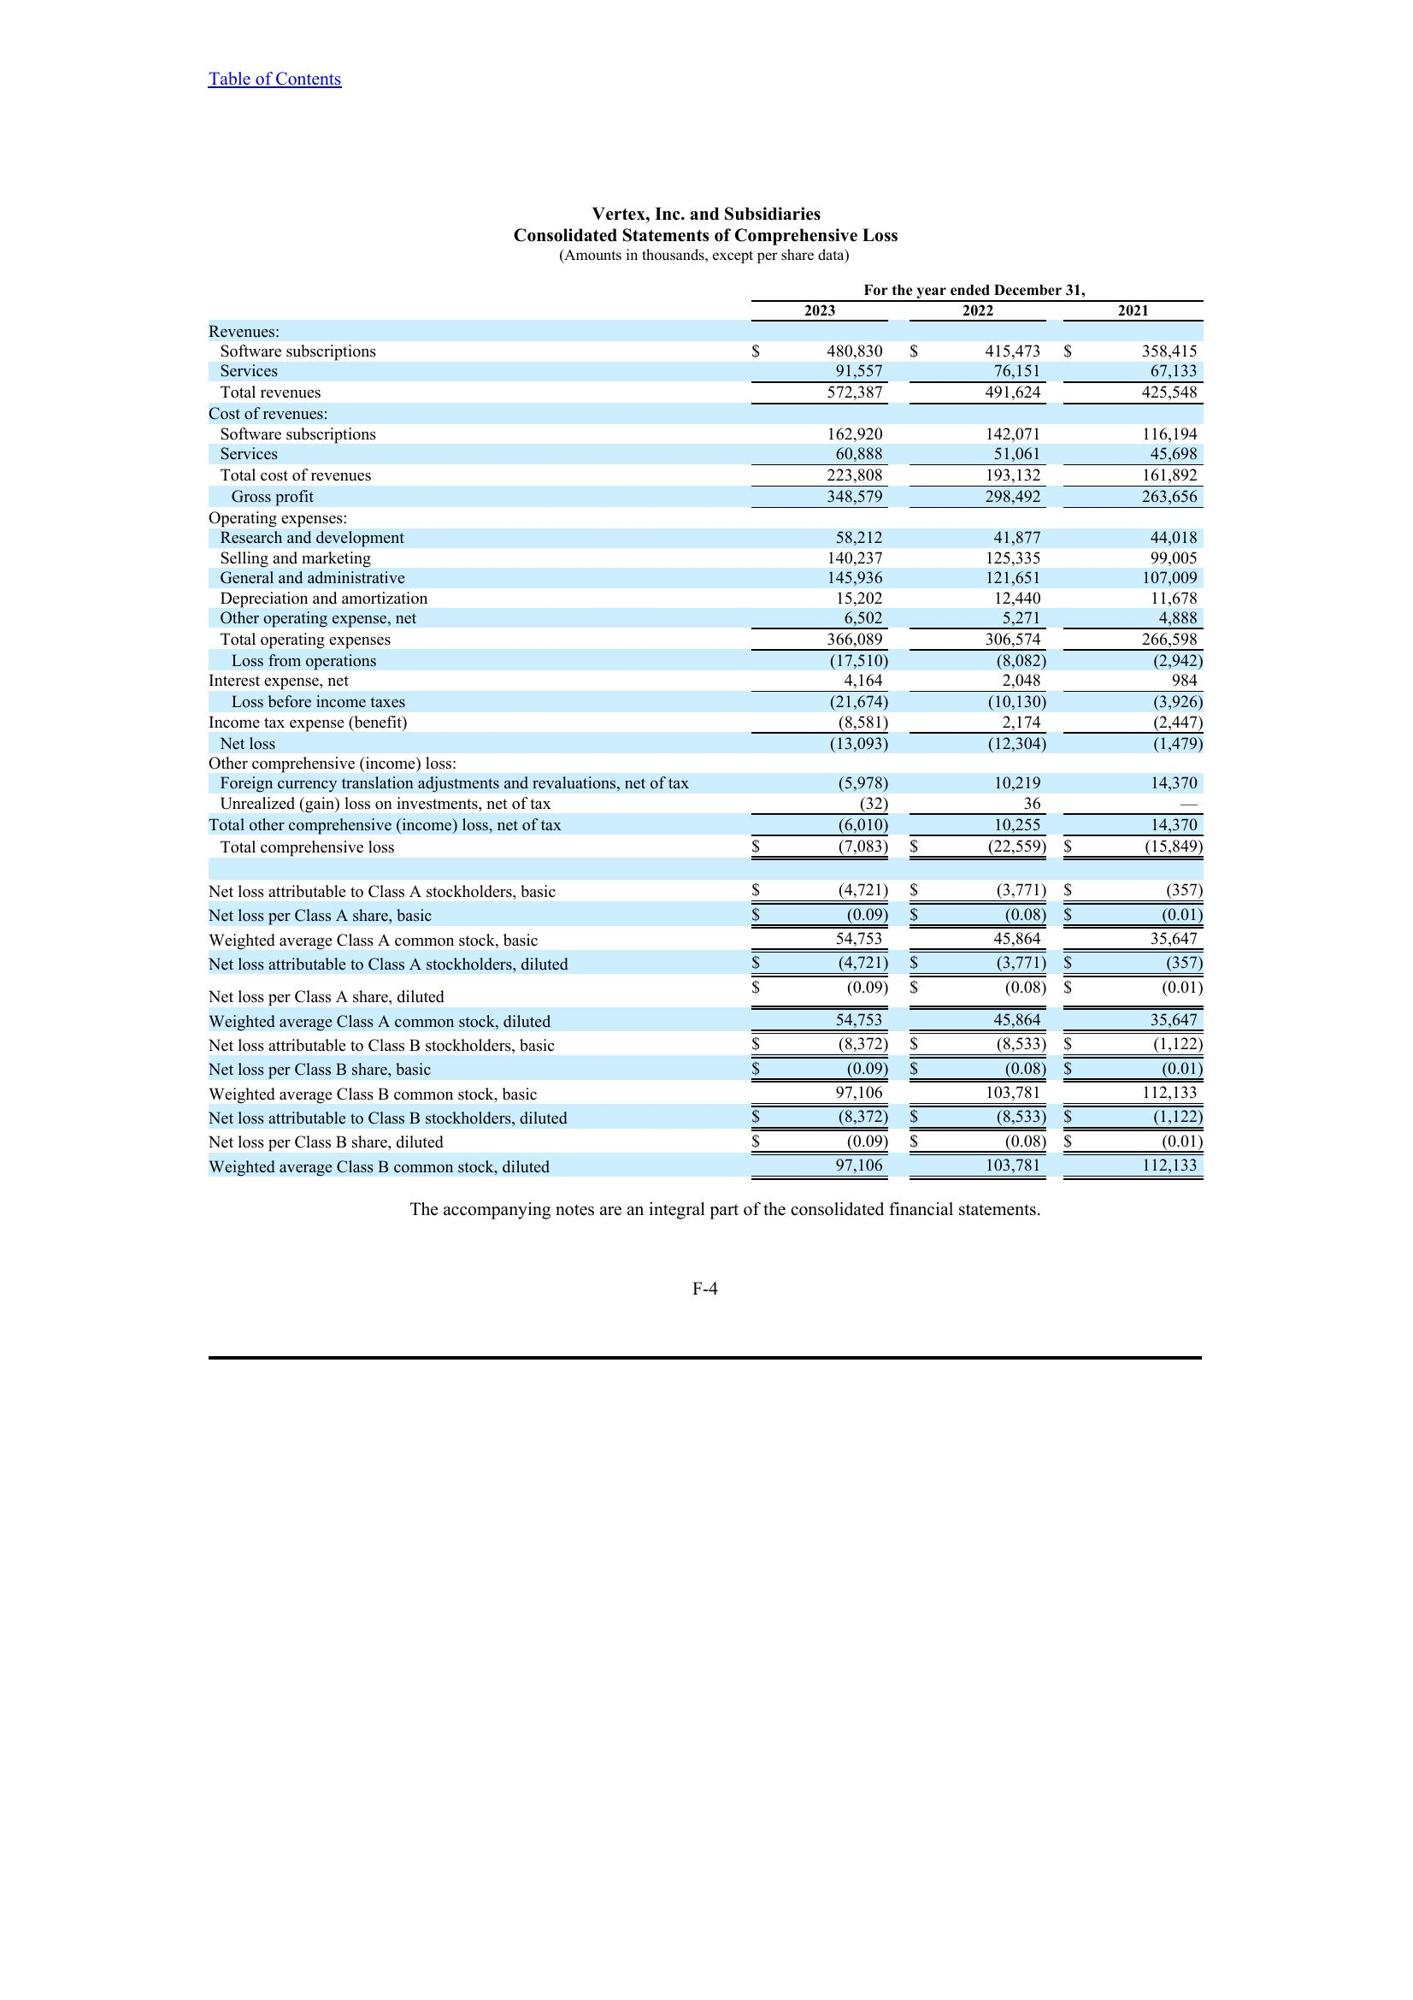 Table of Contents
Vertex, Inc. and Subsidiaries
Consolidated Statements of Comprehensive Loss
(Amounts in thousands, except per share data)
For the year ended December 31,
2023 2022 2021
Revenues:
Software subscriptions $ 480,830 $ 415,473 $ 358,415
Services 91,557 76,151 67,133
Total revenues 572,387 491,624 425,548
Cost of revenues:
Software subscriptions 162,920 142,071 116,194
Services 60,888 51,061 45,698
Total cost of revenues 223,808 193,132 161,892
Gross profit 348,579 298,492 263,656
Operating expenses:
Research and development 58,212 41,877 44,018
Selling and marketing 140,237 125,335 99,005
General and administrative 145,936 121,651 107,009
Depreciation and amortization 15,202 12,440 11,678
Other operating expense, net 6,502 5,271 4,888
Total operating expenses 366,089 306,574 266,598
Loss from operations (17,510) (8,082) (2,942)
Interest expense, net 4,164 2,048 984
Loss before income taxes (21,674) (10,130) (3,926)
Income tax expense (benefit) (8,581) 2,174 (2,447)
Net loss (13,093) (12,304) (1,479)
Other comprehensive (income) loss:
Foreign currency translation adjustments and revaluations, net of tax (5,978) 10,219 14,370
Unrealized (gain) loss on investments, net of tax (32) 36 —
Total other comprehensive (income) loss, net of tax (6,010) 10,255 14,370
Total comprehensive loss $ (7,083) $ (22,559) $ (15,849)
Net loss attributable to Class A stockholders, basic $ (4,721) $ (3,771) $ (357)
Net loss per Class A share, basic $ (0.09) $ (0.08) $ (0.01)
Weighted average Class A common stock, basic 54,753 45,864 35,647
Net loss attributable to Class A stockholders, diluted $ (4,721) $ (3,771) $ (357)
Net loss per Class A share, diluted $ (0.09) $ (0.08) $ (0.01)
Weighted average Class A common stock, diluted 54,753 45,864 35,647
Net loss attributable to Class B stockholders, basic $ (8,372) $ (8,533) $ (1,122)
Net loss per Class B share, basic $ (0.09) $ (0.08) $ (0.01)
Weighted average Class B common stock, basic 97,106 103,781 112,133
Net loss attributable to Class B stockholders, diluted $ (8,372) $ (8,533) $ (1,122)
Net loss per Class B share, diluted $ (0.09) $ (0.08) $ (0.01)
Weighted average Class B common stock, diluted 97,106 103,781 112,133
The accompanying notes are an integral part of the consolidated financial statements.
F-4